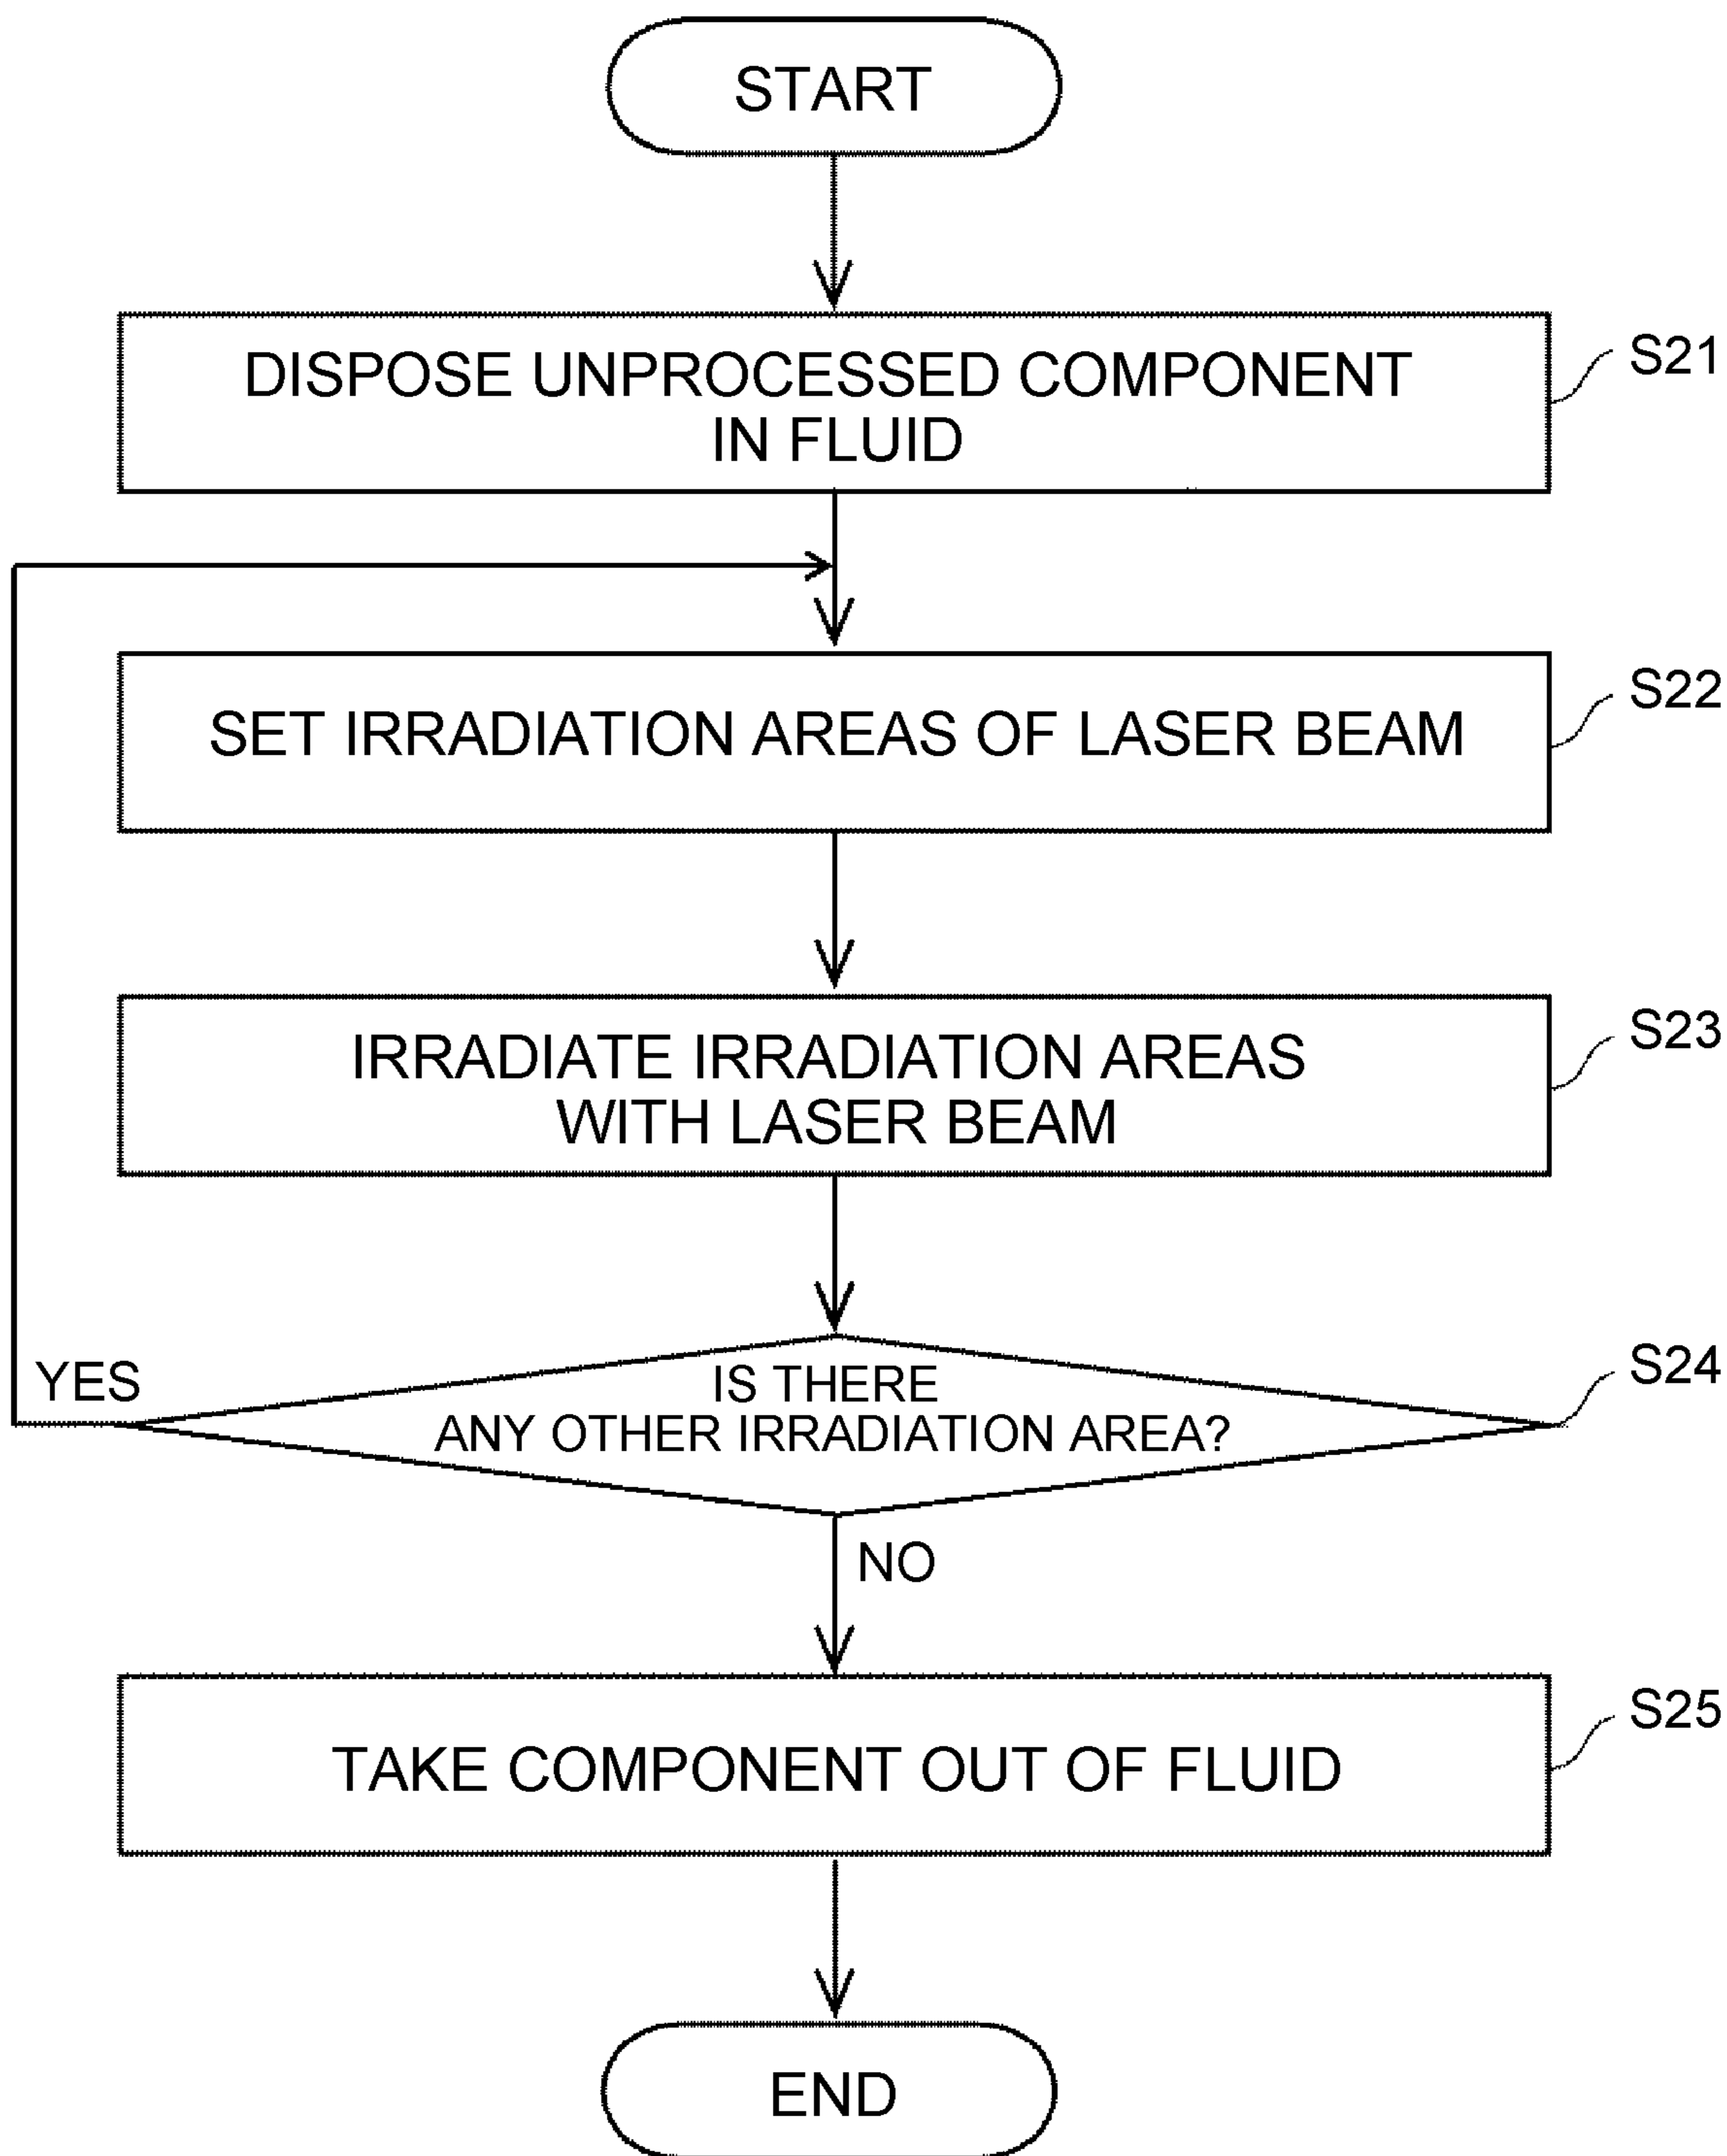 START
DISPOSE UNPROCESSED COMPONENT
IN FLUID
S21
SET IRRADIATION AREAS OF LASER BEAM
S22
IRRADIATE IRRADIATION AREAS
WITH LASER BEAM
S23
YES
IS THERE
ANY OTHER IRRADIATION AREA?
S24
NO
TAKE COMPONENT OUT OF FLUID
S25
END